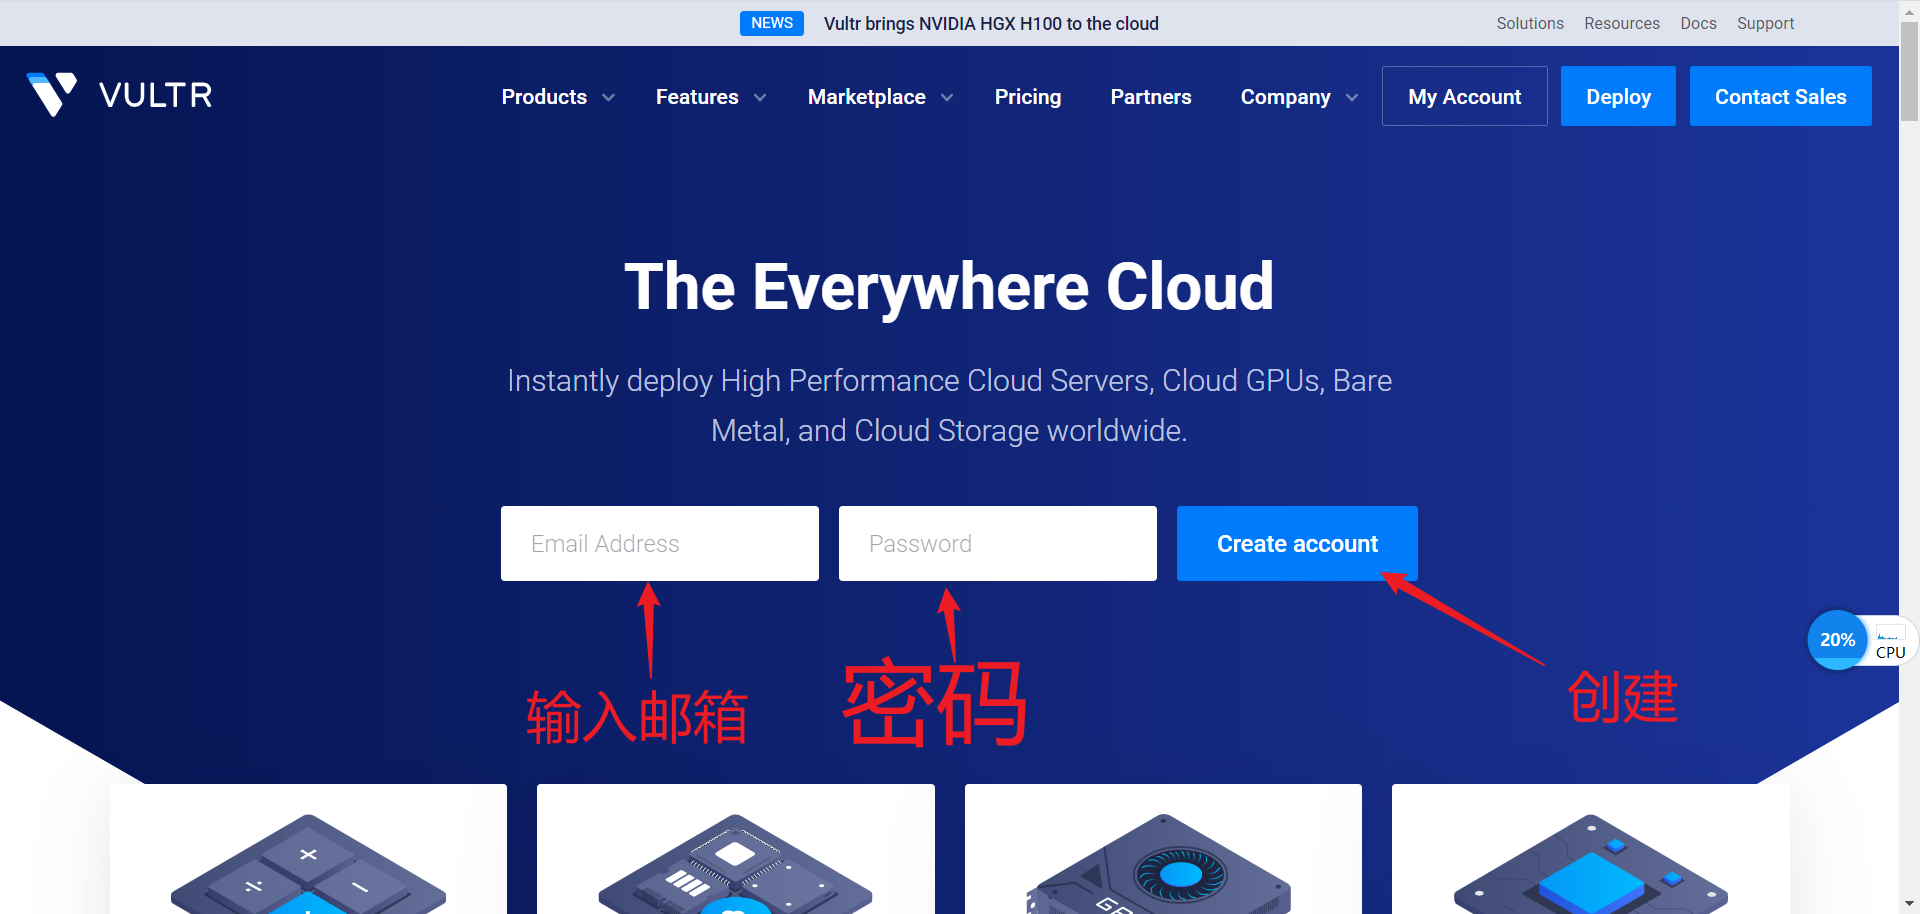 NEWS Vultr brings NVIDIA HGX H100 to the cloud Solutions Resources Docs Support
VULTR Products Features Marketplace Pricing Partners Company My Account Deploy Contact Sales
The Everywhere Cloud
Instantly deploy High Performance Cloud Servers, Cloud GPUs, Bare
Metal, and Cloud Storage worldwide.
Email Address Password Create account
20% CPU
输入邮箱 密码 创建